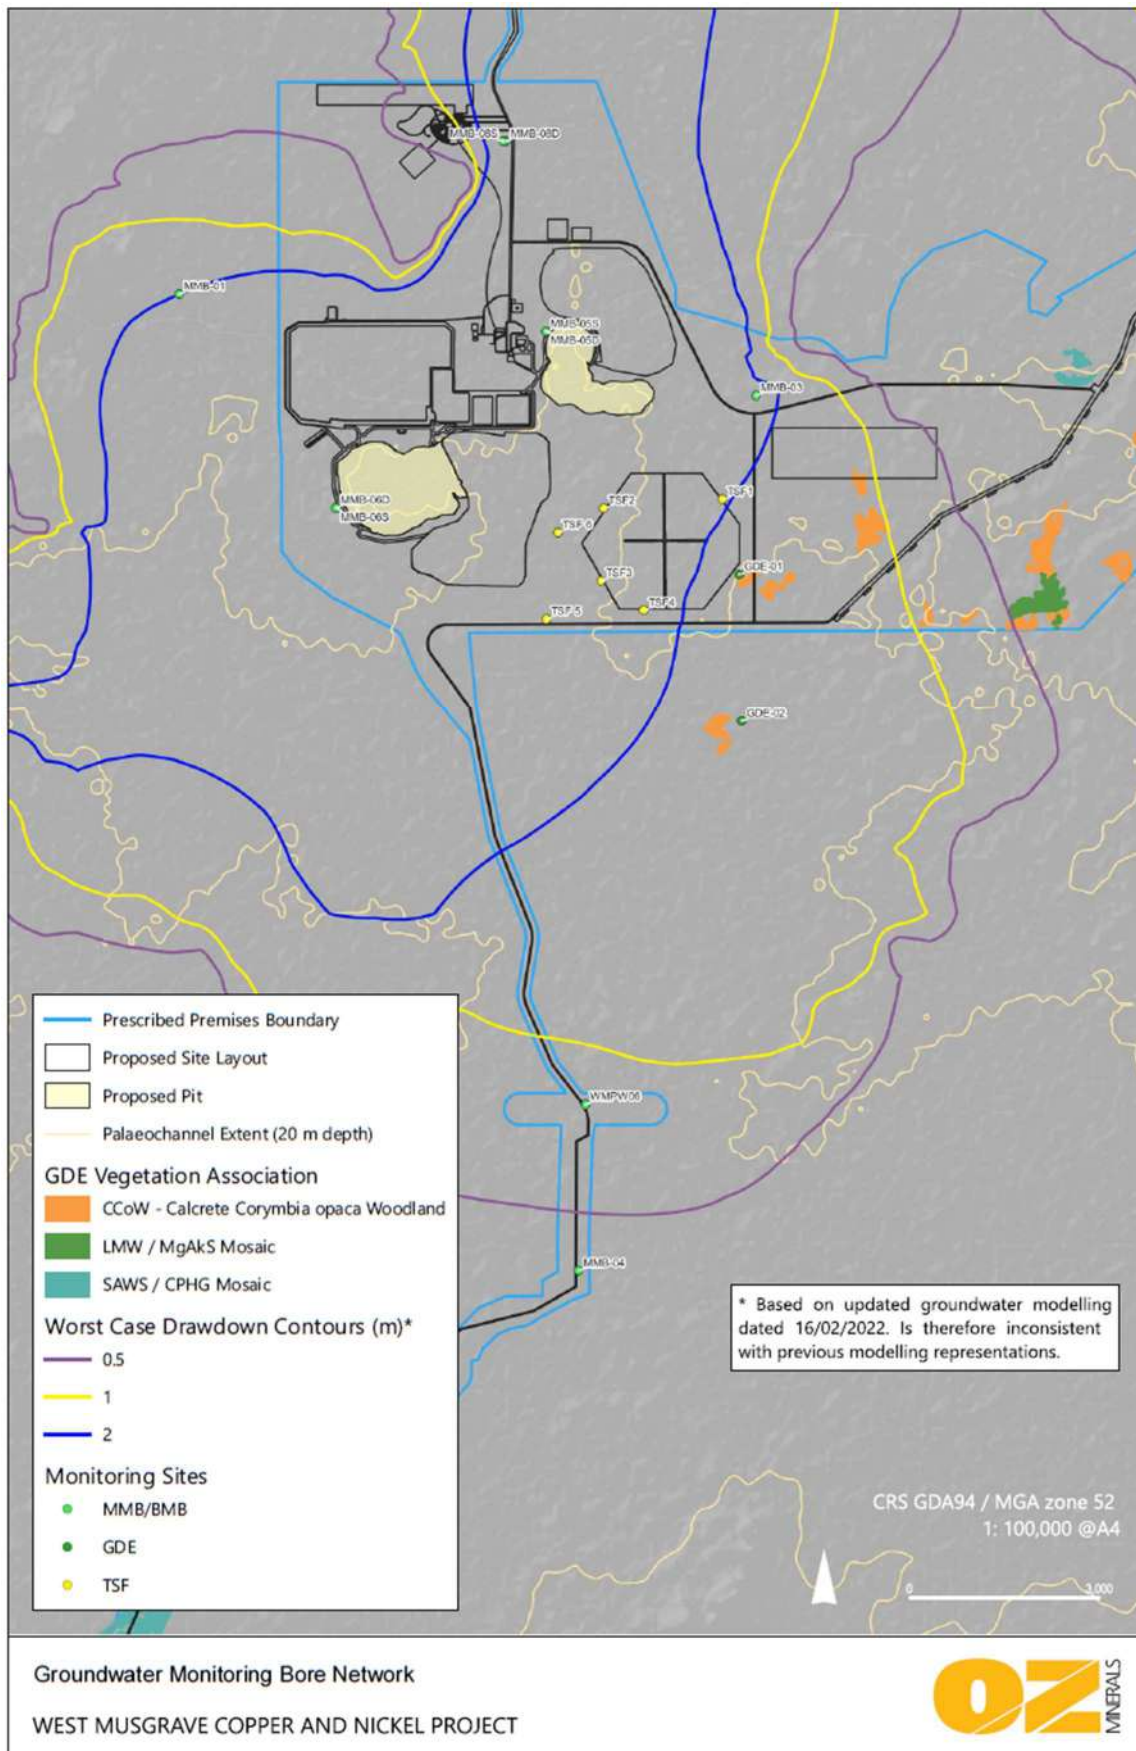 MMB-08S
MMB-08D
MMB-01
MMB-05S
MMB-05D
MMB-03
MMB-06D
MMB-06S
TSF1
TSF2
TSF 6
TSF3
GDE-01
TSF4
TSF 5
GDE-02
WMPW06
MMB-04
Prescribed Premises Boundary
Proposed Site Layout
Proposed Pit
Palaeochannel Extent (20 m depth)
GDE Vegetation Association
CCoW - Calcrete Corymbia opaca Woodland
LMW / MgAkS Mosaic
SAWS / CPHG Mosaic
Worst Case Drawdown Contours (m)*
0.5
1
2
Monitoring Sites
MMB/BMB
GDE
TSF
* Based on updated groundwater modelling
dated 16/02/2022. Is therefore inconsistent
with previous modelling representations.
CRS GDA94 / MGA zone 52
1: 100,000 @A4
0 3,000
Groundwater Monitoring Bore Network
WEST MUSGRAVE COPPER AND NICKEL PROJECT
OZ
MINERALS